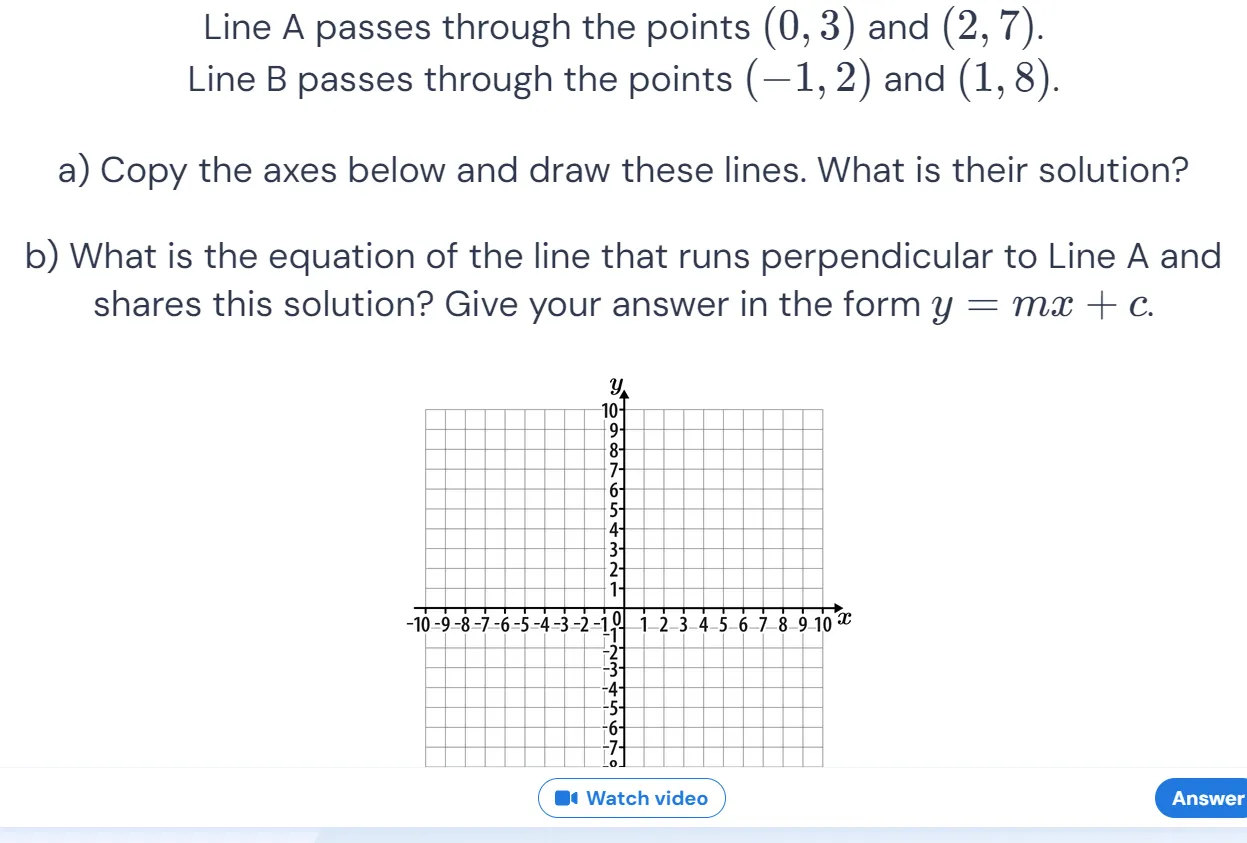 Line A passes through the points (0, 3) and (2, 7).
Line B passes through the points (−1, 2) and (1, 8).
a) Copy the axes below and draw these lines. What is their solution?
b) What is the equation of the line that runs perpendicular to Line A and
shares this solution? Give your answer in the form y = mx + c.
y
10
9
8
7
6
5
4
3
2
1
-10 -9 -8 -7 -6 -5 -4 -3 -2 -1 0 1 2 3 4 5 6 7 8 9 10 x
-1
-2
-3
-4
-5
-6
-7
Watch video
Answer